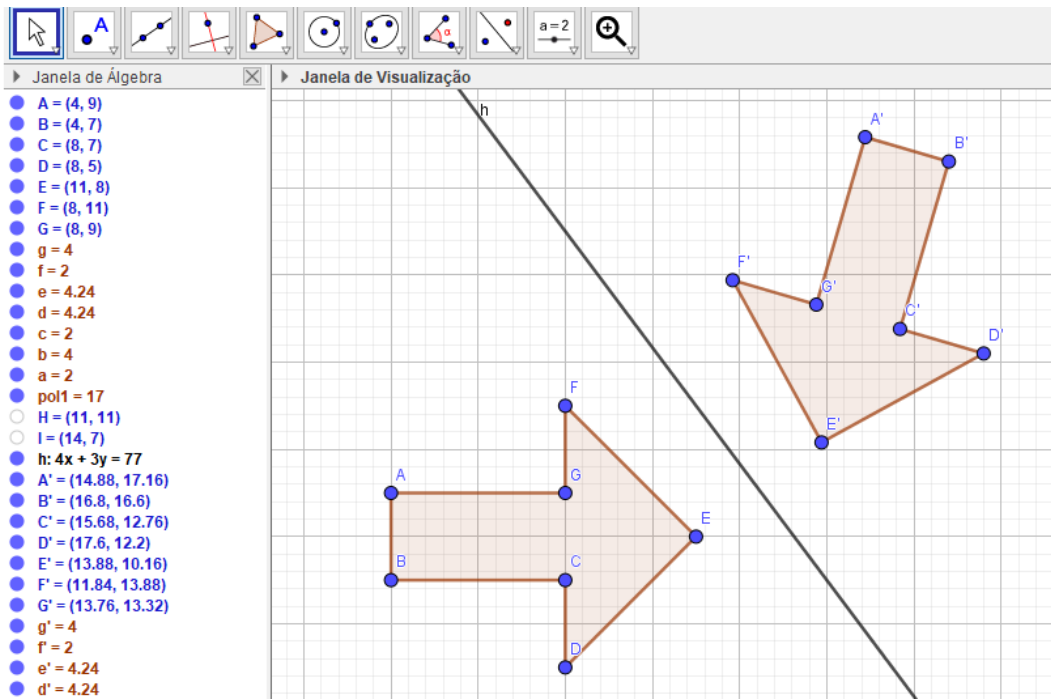 A
α
a=2
Janela de Álgebra
Janela de Visualização
A = (4, 9)
B = (4, 7)
C = (8, 7)
D = (8, 5)
E = (11, 8)
F = (8, 11)
G = (8, 9)
g = 4
f = 2
e = 4.24
d = 4.24
c = 2
b = 4
a = 2
pol1 = 17
H = (11, 11)
I = (14, 7)
h: 4x + 3y = 77
A' = (14.88, 17.16)
B' = (16.8, 16.6)
C' = (15.68, 12.76)
D' = (17.6, 12.2)
E' = (13.88, 10.16)
F' = (11.84, 13.88)
G' = (13.76, 13.32)
g' = 4
f' = 2
e' = 4.24
d' = 4.24
h
A'
B'
F'
G'
C'
D'
E'
F
A
G
E
B
C
D